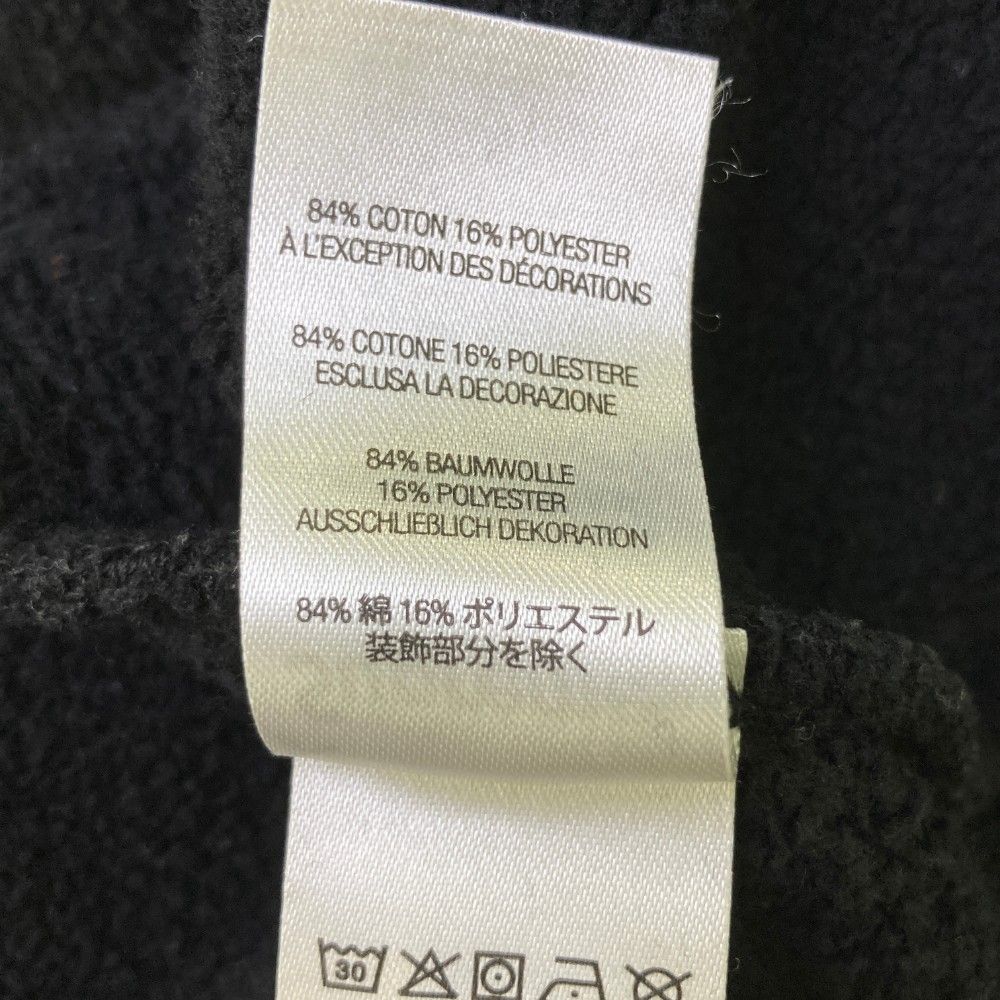 84% COTON 16% POLYESTER
À L'EXCEPTION DES DÉCORATIONS
84% COTONE 16% POLIESTERE
ESCLUSA LA DECORAZIONE
84% BAUMWOLLE
16% POLYESTER
AUSSCHLIEßLICH DEKORATION
84% 綿 16% ポリエステル
装飾部分を除く
30